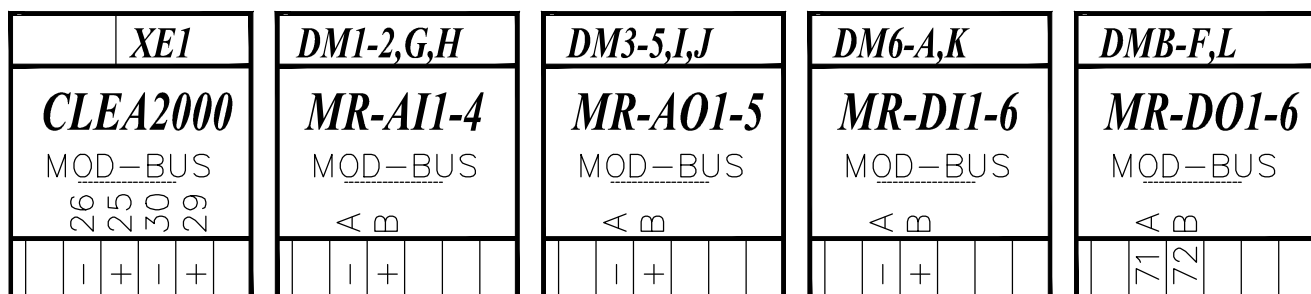 XE1
CLEA2000
MOD-BUS
26 25 30 29
- + - +
DM1-2,G,H
MR-AI1-4
MOD-BUS
A B
- +
DM3-5,I,J
MR-AO1-5
MOD-BUS
A B
- +
DM6-A,K
MR-DI1-6
MOD-BUS
A B
- +
DMB-F,L
MR-DO1-6
MOD-BUS
A B
71 72